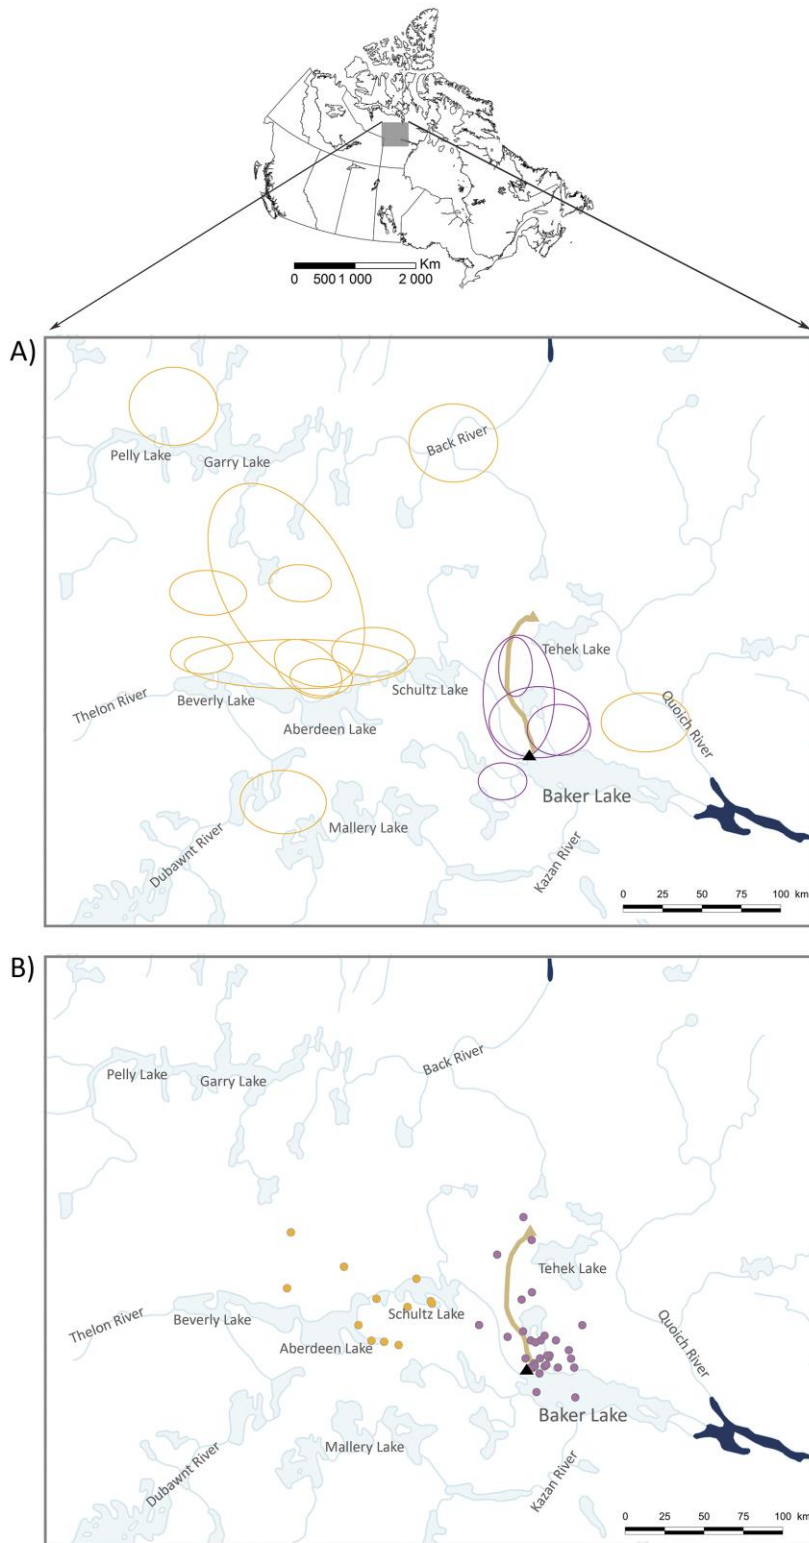 Km
0 500 1 000 2 000
A)
Back River
Pelly Lake
Garry Lake
Tehek Lake
Thelon River
Beverly Lake
Schultz Lake
Quoich River
Aberdeen Lake
Baker Lake
Mallery Lake
Dubawnt River
Kazan River
0 25 50 75 100 km
B)
Back River
Pelly Lake
Garry Lake
Tehek Lake
Thelon River
Beverly Lake
Schultz Lake
Quoich River
Aberdeen Lake
Baker Lake
Mallery Lake
Dubawnt River
Kazan River
0 25 50 75 100 km